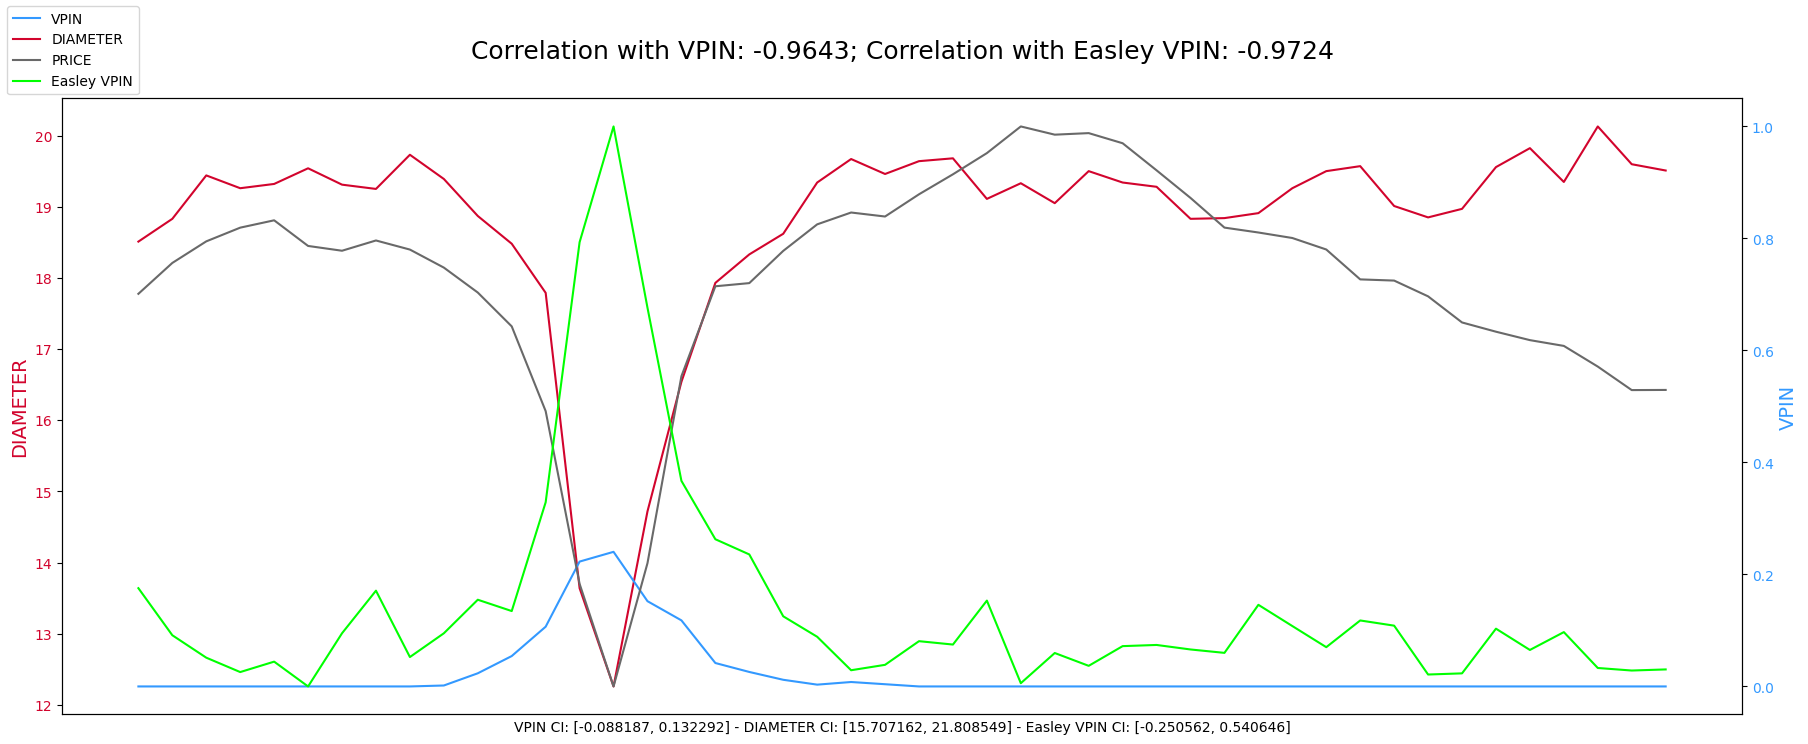 VPIN
DIAMETER
PRICE
Easley VPIN
Correlation with VPIN: -0.9643; Correlation with Easley VPIN: -0.9724
20
19
18
17
16
15
14
13
12
DIAMETER
1.0
0.8
0.6
0.4
0.2
0.0
VPIN
VPIN CI: [-0.088187, 0.132292] - DIAMETER CI: [15.707162, 21.808549] - Easley VPIN CI: [-0.250562, 0.540646]